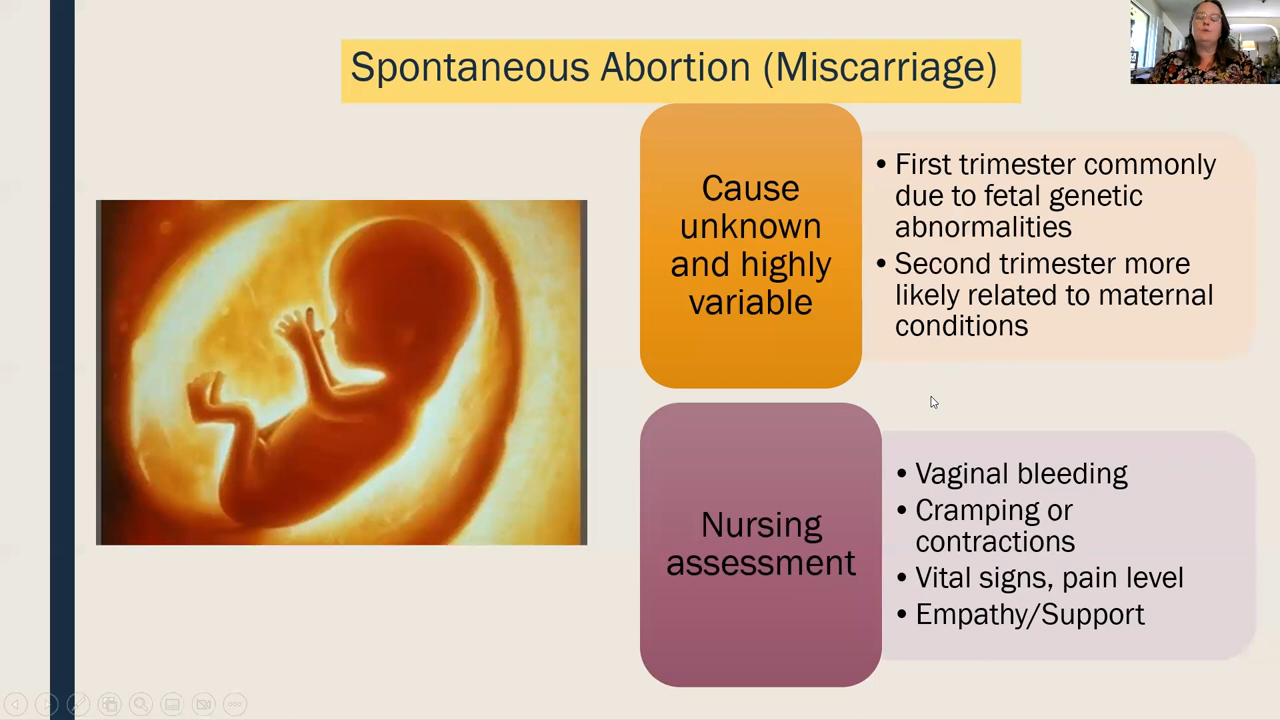 Spontaneous Abortion (Miscarriage)
Cause
unknown
and highly
variable
• First trimester commonly
due to fetal genetic
abnormalities
• Second trimester more
likely related to maternal
conditions
Nursing
assessment
• Vaginal bleeding
• Cramping or
contractions
• Vital signs, pain level
• Empathy/Support